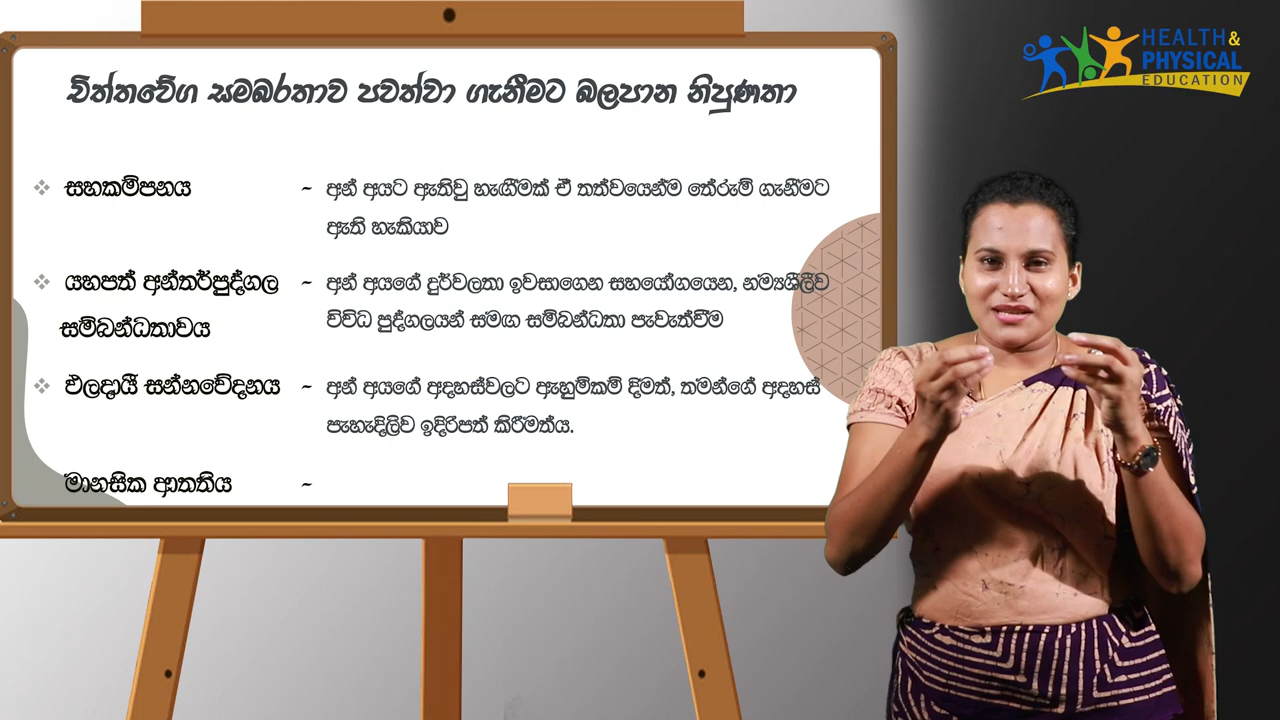 චිත්තවේග සමබරතාව පවත්වා ගැනීමට බලපාන නිපුණතා
HEALTH &
PHYSICAL
EDUCATION
❖ සහකම්පනය ~ අන් අයට ඇතිවු හැඟීමක් ඒ තත්වයෙන්ම තේරුම් ගැනීමට
ඇති හැකියාව
❖ යහපත් අන්තර්පුද්ගල ~ අන් අයගේ දුර්වලතා ඉවසාගෙන සහයෝගයෙන, නම්‍යශීලීව
සම්බන්ධතාවය විවිධ පුද්ගලයන් සමඟ සම්බන්ධතා පැවැත්වීම
❖ ඵලදායී සන්නවේදනය ~ අන් අයගේ අදහස්වලට ඇහුම්කම් දීමත්, තමන්ගේ අදහස්
පැහැදිලිව ඉදිරිපත් කිරීමත්ය.
මානසික ආතතිය ~